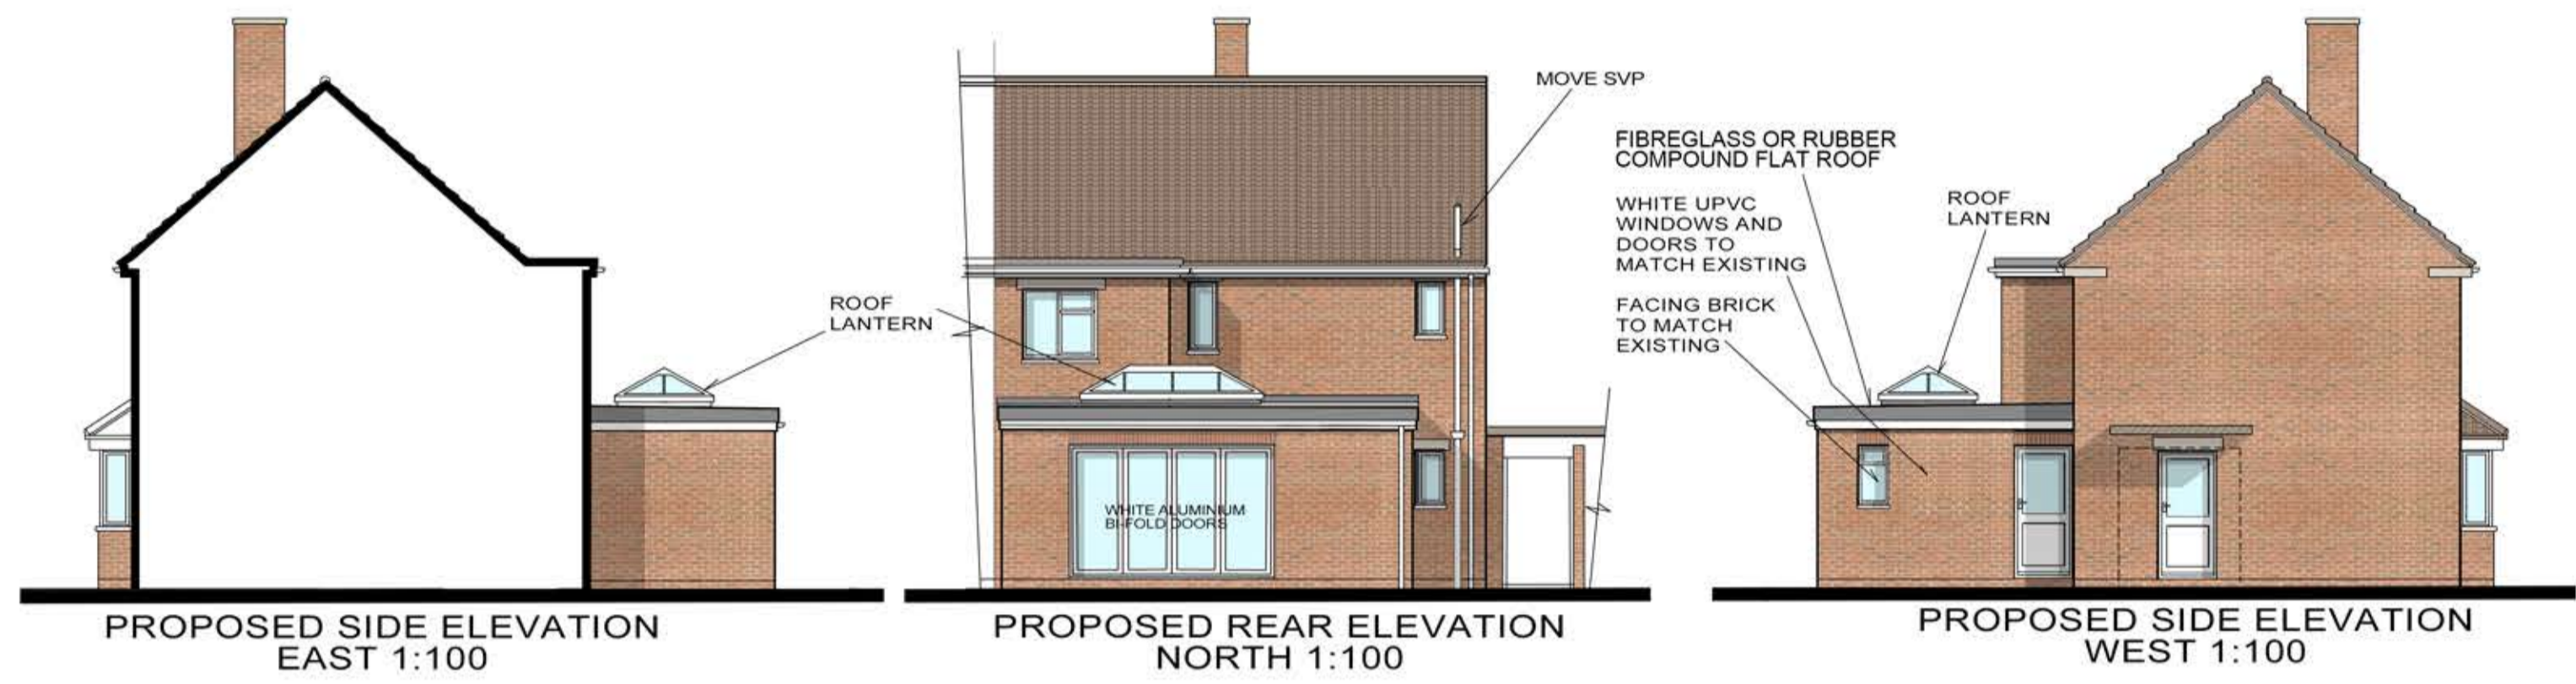 MOVE SVP
FIBREGLASS OR RUBBER
COMPOUND FLAT ROOF
WHITE UPVC
WINDOWS AND
DOORS TO
MATCH EXISTING
FACING BRICK
TO MATCH
EXISTING
ROOF
LANTERN
ROOF
LANTERN
WHITE ALUMINIUM
BI-FOLD DOORS
PROPOSED SIDE ELEVATION
EAST 1:100
PROPOSED REAR ELEVATION
NORTH 1:100
PROPOSED SIDE ELEVATION
WEST 1:100